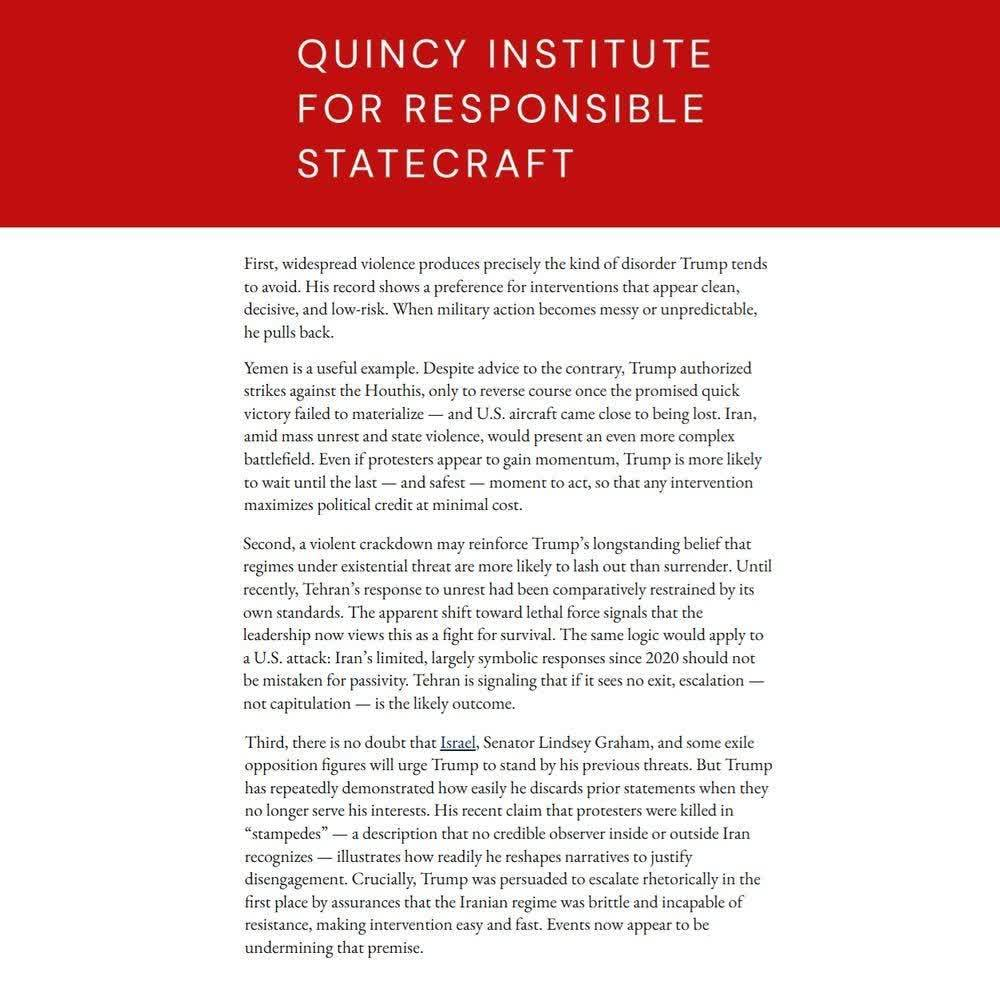 QUINCY INSTITUTE
FOR RESPONSIBLE
STATECRAFT
First, widespread violence produces precisely the kind of disorder Trump tends
to avoid. His record shows a preference for interventions that appear clean,
decisive, and low-risk. When military action becomes messy or unpredictable,
he pulls back.
Yemen is a useful example. Despite advice to the contrary, Trump authorized
strikes against the Houthis, only to reverse course once the promised quick
victory failed to materialize — and U.S. aircraft came close to being lost. Iran,
amid mass unrest and state violence, would present an even more complex
battlefield. Even if protesters appear to gain momentum, Trump is more likely
to wait until the last — and safest — moment to act, so that any intervention
maximizes political credit at minimal cost.
Second, a violent crackdown may reinforce Trump’s longstanding belief that
regimes under existential threat are more likely to lash out than surrender. Until
recently, Tehran’s response to unrest had been comparatively restrained by its
own standards. The apparent shift toward lethal force signals that the
leadership now views this as a fight for survival. The same logic would apply to
a U.S. attack: Iran’s limited, largely symbolic responses since 2020 should not
be mistaken for passivity. Tehran is signaling that if it sees no exit, escalation —
not capitulation — is the likely outcome.
Third, there is no doubt that Israel, Senator Lindsey Graham, and some exile
opposition figures will urge Trump to stand by his previous threats. But Trump
has repeatedly demonstrated how easily he discards prior statements when they
no longer serve his interests. His recent claim that protesters were killed in
“stampedes” — a description that no credible observer inside or outside Iran
recognizes — illustrates how readily he reshapes narratives to justify
disengagement. Crucially, Trump was persuaded to escalate rhetorically in the
first place by assurances that the Iranian regime was brittle and incapable of
resistance, making intervention easy and fast. Events now appear to be
undermining that premise.